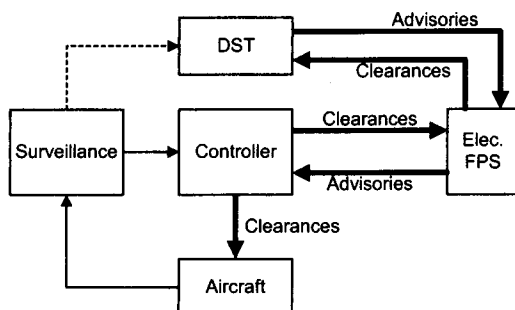 Advisories
DST
Clearances
Clearances
Surveillance
Controller
Elec.
FPS
Advisories
Clearances
Aircraft